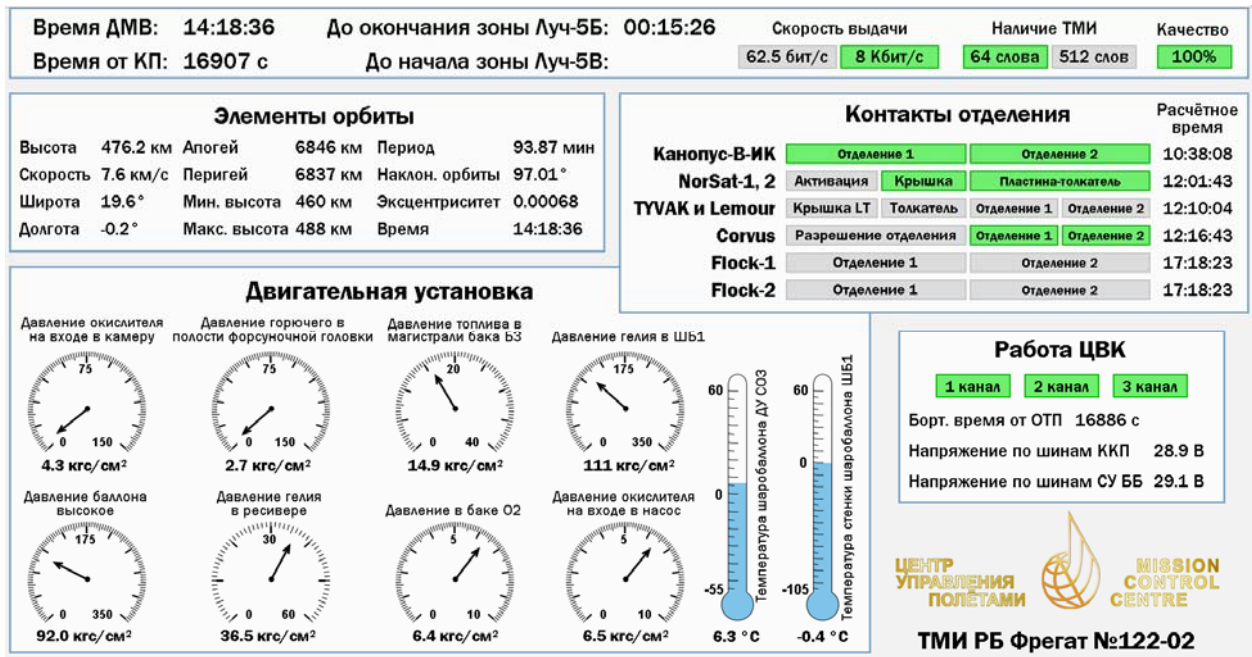 Время ДМВ: 14:18:36 До окончания зоны Луч-5Б: 00:15:26 Скорость выдачи Наличие ТМИ Качество
Время от КП: 16907 с До начала зоны Луч-5В: 62.5 бит/с 8 Кбит/с 64 слова 512 слов 100%
Элементы орбиты
Высота 476.2 км Апогей 6846 км Период 93.87 мин
Скорость 7.6 км/с Перигей 6837 км Наклон. орбиты 97.01°
Широта 19.6° Мин. высота 460 км Эксцентриситет 0.00068
Долгота -0.2° Макс. высота 488 км Время 14:18:36
Контакты отделения Расчётное время
Канопус-В-ИК Отделение 1 Отделение 2 10:38:08
NorSat-1, 2 Активация Крышка Пластина-толкатель 12:01:43
TYVAK и Lemour Крышка LT Толкатель Отделение 1 Отделение 2 12:10:04
Corvus Разрешение отделения Отделение 1 Отделение 2 12:16:43
Flock-1 Отделение 1 Отделение 2 17:18:23
Flock-2 Отделение 1 Отделение 2 17:18:23
Двигательная установка
Давление окислителя на входе в камеру
75
0 150
4.3 кгс/см²
Давление горючего в полости форсуночной головки
75
0 150
2.7 кгс/см²
Давление топлива в магистрали бака Б3
20
0 40
14.9 кгс/см²
Давление гелия в ШБ1
175
0 350
111 кгс/см²
Давление баллона высокое
175
0 350
92.0 кгс/см²
Давление гелия в ресивере
30
0 60
36.5 кгс/см²
Давление в баке О2
5
0 10
6.4 кгс/см²
Давление окислителя на входе в насос
5
0 10
6.5 кгс/см²
60
0
-55
Температура шаробаллона ДУ СОЗ
6.3 °C
60
0
-105
Температура стенки шаробаллона ШБ1
-0.4 °C
Работа ЦВК
1 канал 2 канал 3 канал
Борт. время от ОТП 16886 с
Напряжение по шинам ККП 28.9 В
Напряжение по шинам СУ ББ 29.1 В
ЦЕНТР УПРАВЛЕНИЯ ПОЛЁТАМИ
MISSION CONTROL CENTRE
ТМИ РБ Фрегат №122-02